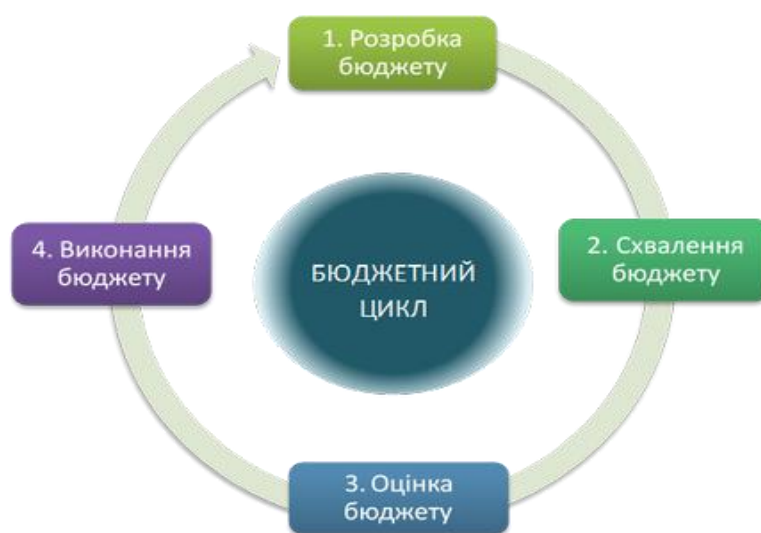 1. Розробка
бюджету
2. Схвалення
бюджету
3. Оцінка
бюджету
4. Виконання
бюджету
БЮДЖЕТНИЙ
ЦИКЛ